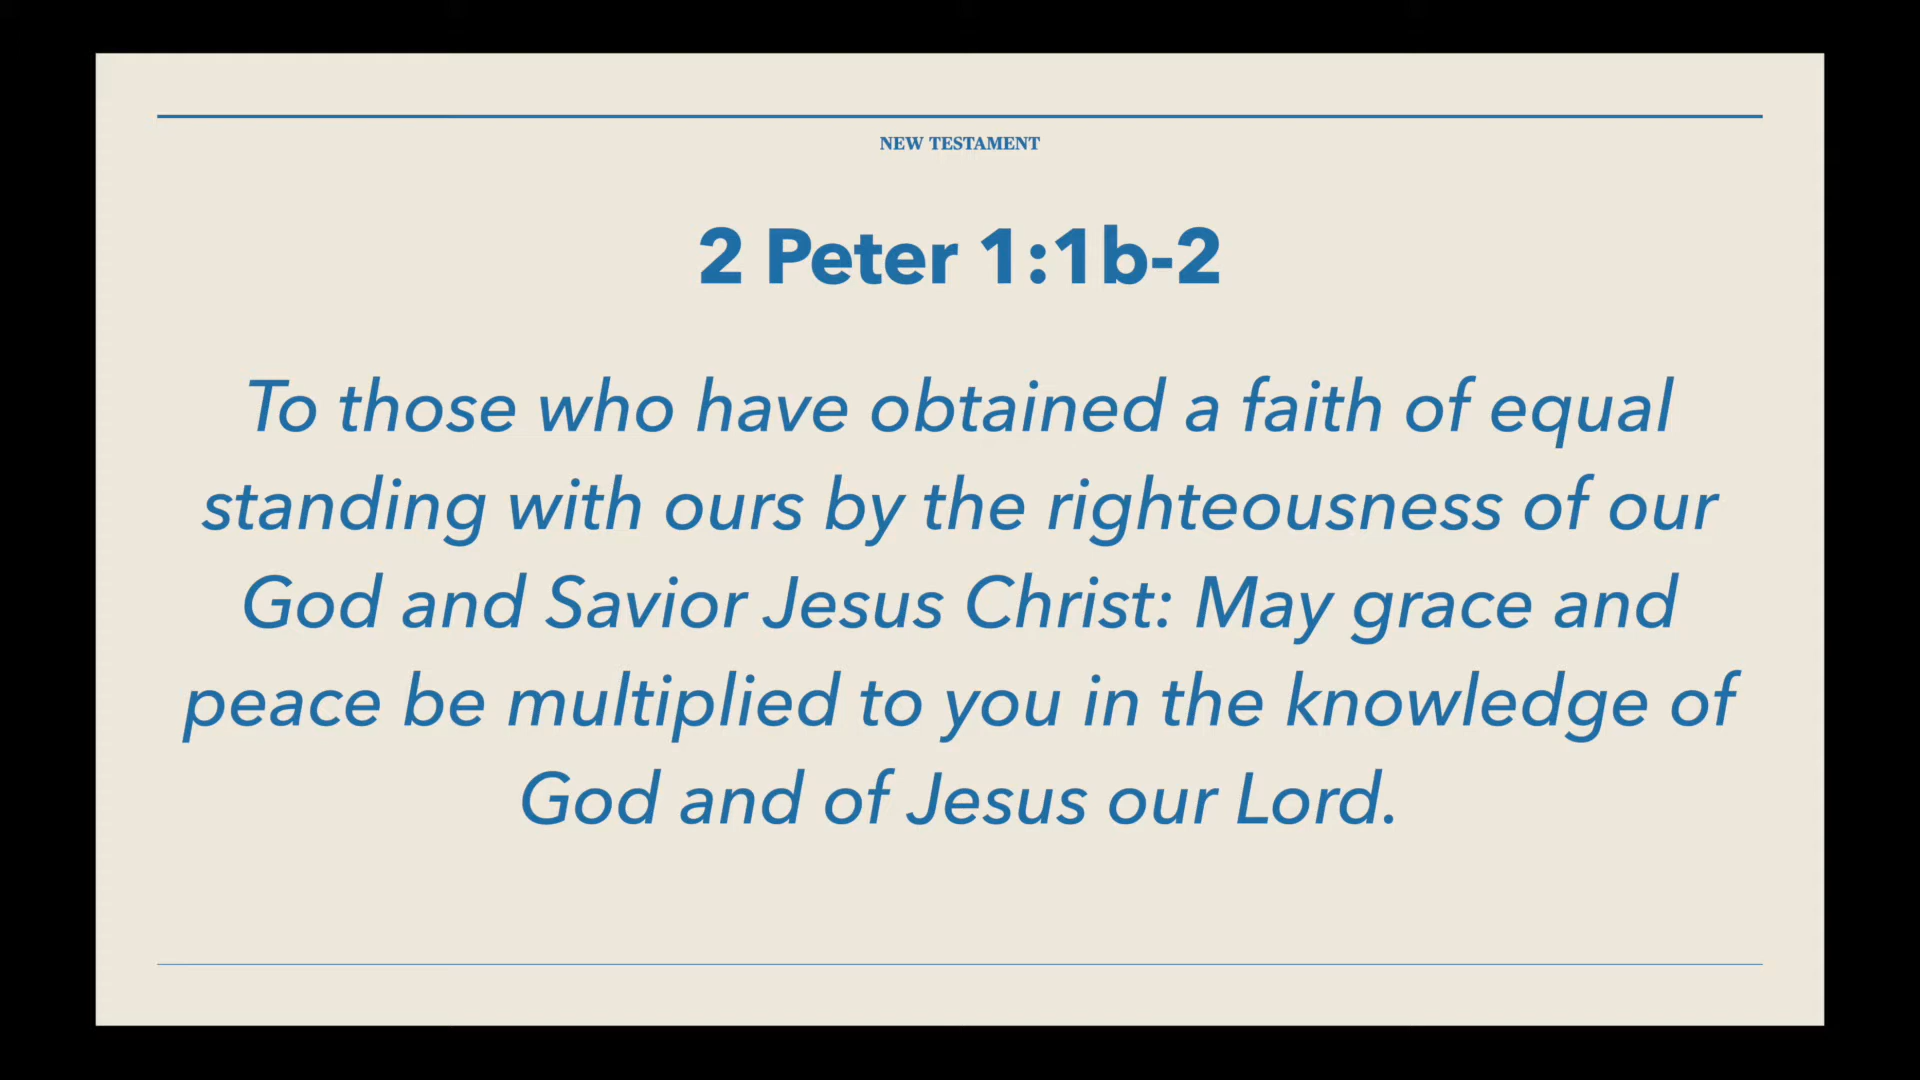 NEW TESTAMENT
2 Peter 1:1b-2
To those who have obtained a faith of equal
standing with ours by the righteousness of our
God and Savior Jesus Christ: May grace and
peace be multiplied to you in the knowledge of
God and of Jesus our Lord.